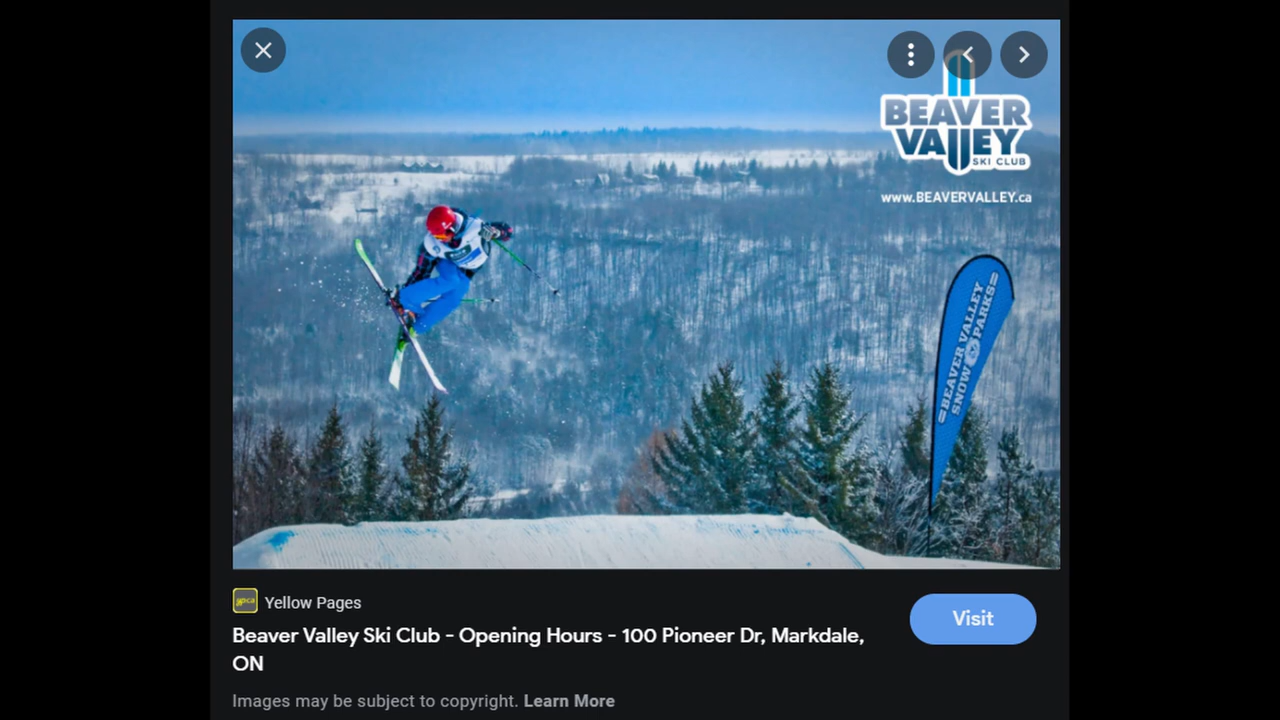 BEAVER
VALLEY
SKI CLUB
www.BEAVERVALLEY.ca
BEAVER VALLEY
SNOW PARKS
Yellow Pages
Beaver Valley Ski Club - Opening Hours - 100 Pioneer Dr, Markdale,
ON
Visit
Images may be subject to copyright. Learn More